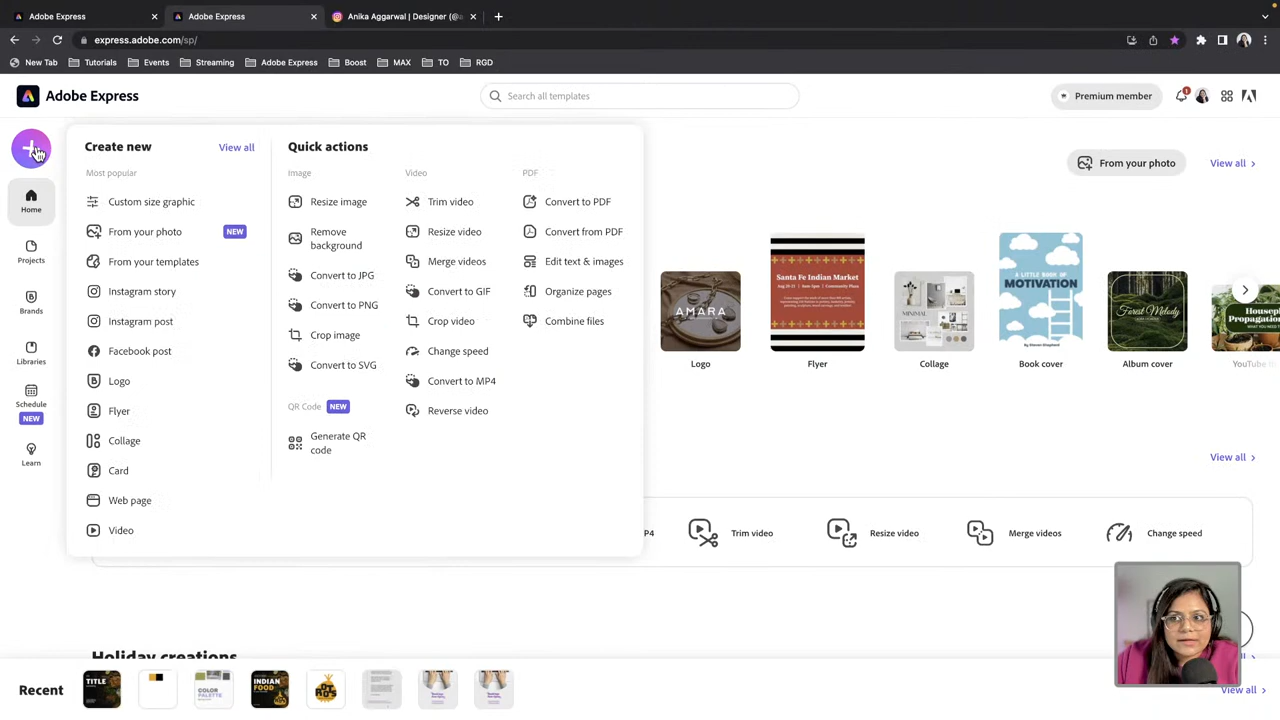 Adobe Express
Adobe Express
Anika Aggarwal | Designer (@a
express.adobe.com/sp/
New Tab
Tutorials
Events
Streaming
Adobe Express
Boost
MAX
TO
RGD
Adobe Express
Search all templates
Premium member
1
Home
Projects
Brands
Libraries
Schedule
NEW
Learn
Create new
View all
Most popular
Custom size graphic
From your photo
NEW
From your templates
Instagram story
Instagram post
Facebook post
Logo
Flyer
Collage
Card
Web page
Video
Quick actions
Image
Resize image
Remove
background
Convert to JPG
Convert to PNG
Crop image
Convert to SVG
QR Code
NEW
Generate QR
code
Video
Trim video
Resize video
Merge videos
Convert to GIF
Crop video
Change speed
Convert to MP4
Reverse video
PDF
Convert to PDF
Convert from PDF
Edit text & images
Organize pages
Combine files
From your photo
View all
AMARA
Logo
Santa Fe Indian Market
Flyer
MINIMAL
Collage
A LITTLE BOOK OF
MOTIVATION
Book cover
Forest Melody
Album cover
Househ
Propagation
YouTube t
View all
P4
Trim video
Resize video
Merge videos
Change speed
Holiday creations
Recent
TITLE
COLOR
PALETTE
INDIAN
FOOD
View all